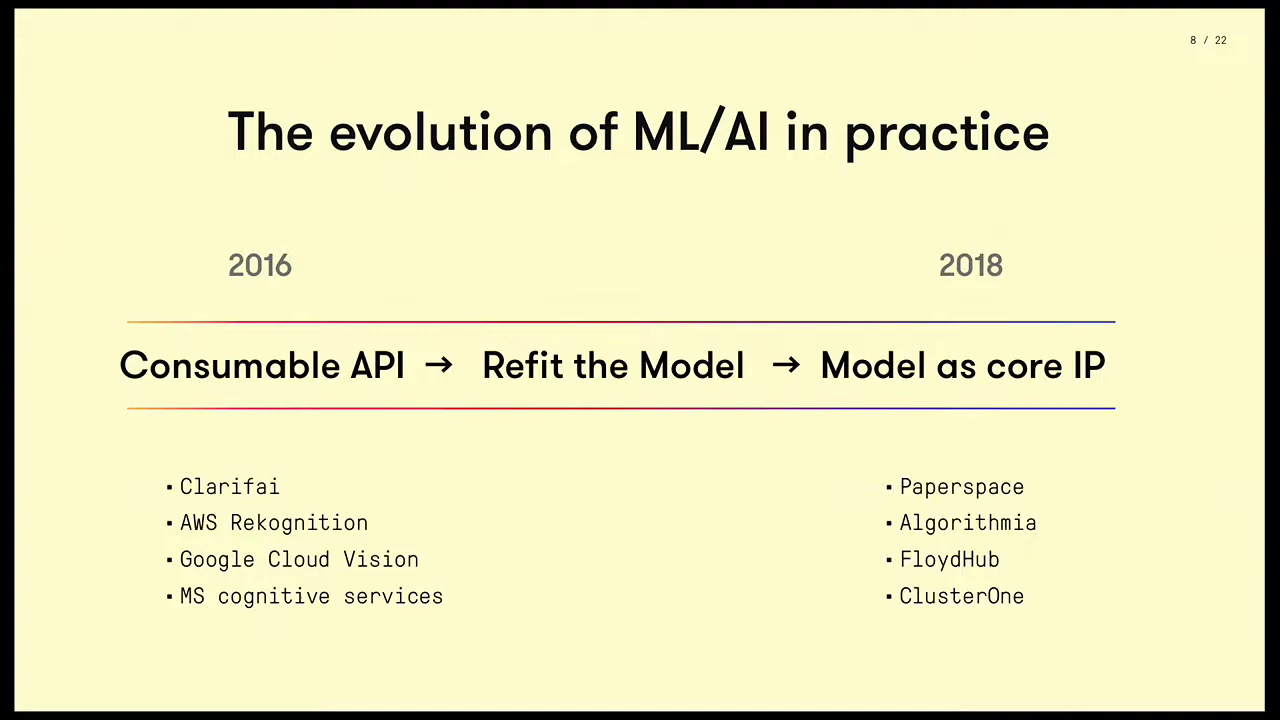 8 / 22
The evolution of ML/AI in practice
2016
2018
Consumable API → Refit the Model → Model as core IP
▪ Clarifai
▪ AWS Rekognition
▪ Google Cloud Vision
▪ MS cognitive services
▪ Paperspace
▪ Algorithmia
▪ FloydHub
▪ ClusterOne